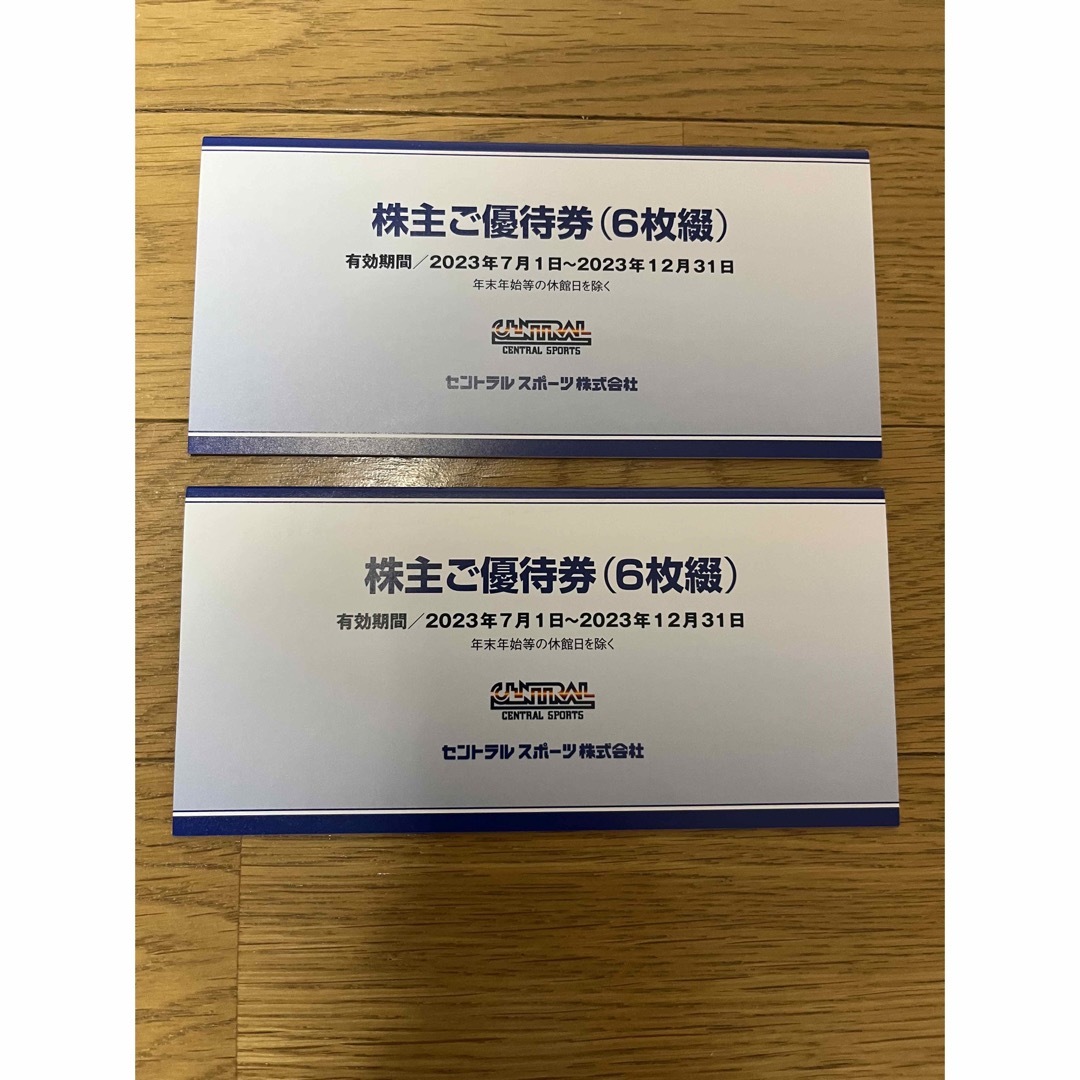 株主ご優待券(6枚綴)
有効期間/2023年7月1日~2023年12月31日
年末年始等の休館日を除く
CENTRAL
CENTRAL SPORTS
セントラルスポーツ株式会社
株主ご優待券(6枚綴)
有効期間/2023年7月1日~2023年12月31日
年末年始等の休館日を除く
CENTRAL
CENTRAL SPORTS
セントラルスポーツ株式会社